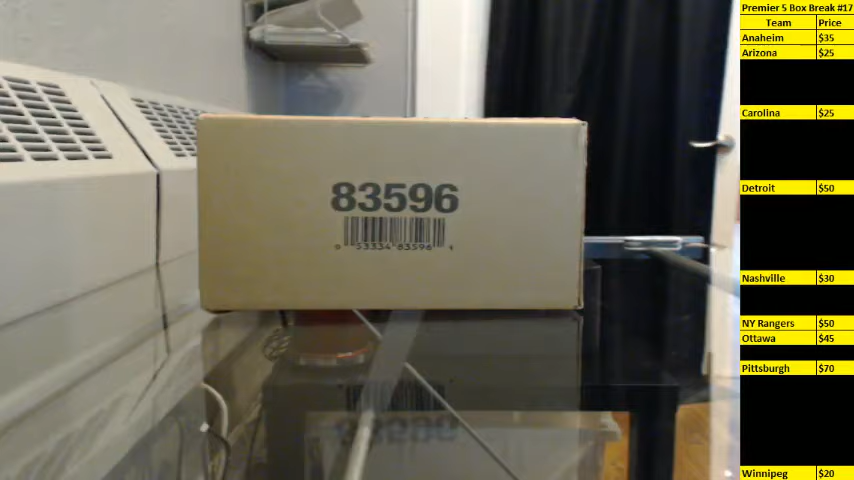 Premier 5 Box Break #17
Team Price
Anaheim $35
Arizona $25
Carolina $25
Detroit $50
Nashville $30
NY Rangers $50
Ottawa $45
Pittsburgh $70
Winnipeg $20
83596
0 53334 83596 4